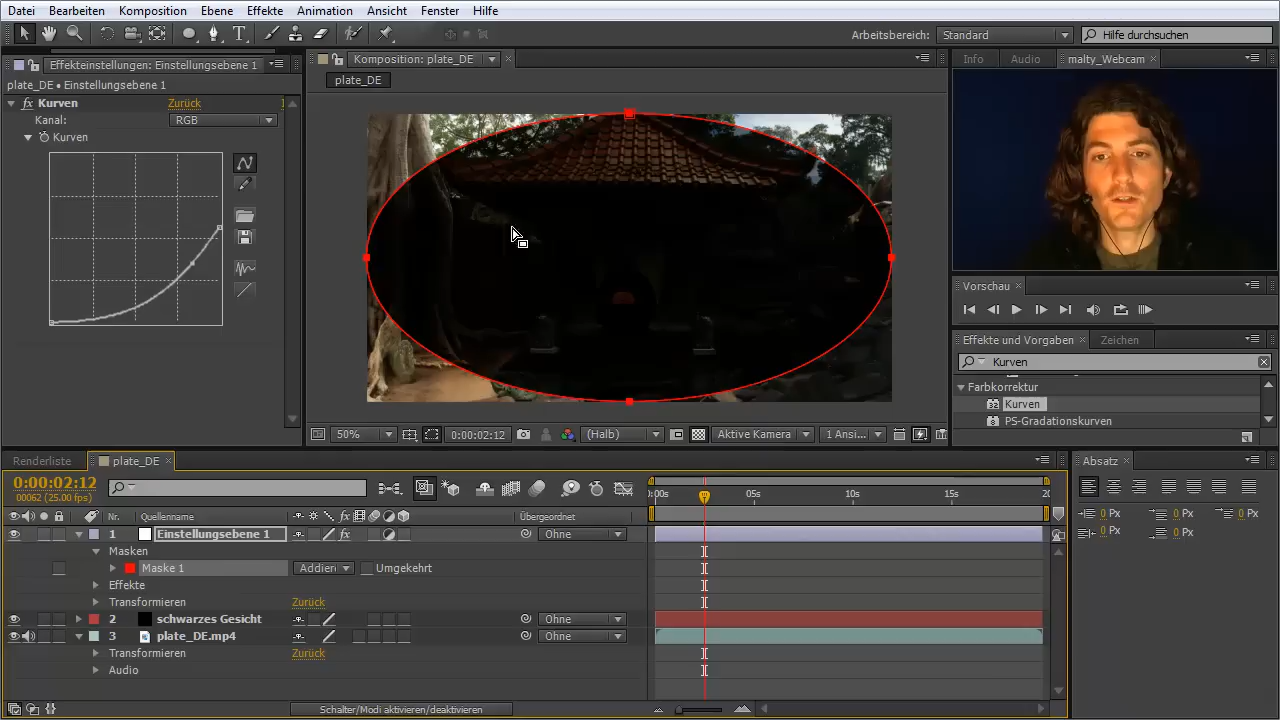 Datei Bearbeiten Komposition Ebene Effekte Animation Ansicht Fenster Hilfe
Arbeitsbereich: Standard Hilfe durchsuchen
Effekteinstellungen: Einstellungsebene 1
Komposition: plate_DE
Info Audio malty_Webcam
plate_DE • Einstellungsebene 1
plate_DE
fx Kurven Zurück
Kanal: RGB
Kurven
Vorschau
Effekte und Vorgaben Zeichen
Kurven
Farbkorrektur
Kurven
PS-Gradationskurven
50% 0:00:02:12 (Halb) Aktive Kamera 1 Ansi...
Renderliste plate_DE
Absatz
0:00:02:12
00062 (25.00 fps)
:00s 05s 10s 15s 20
Nr. Quellenname Übergeordnet
1 Einstellungsebene 1 fx Ohne
Masken
Maske 1 Addier Umgekehrt
Effekte
Transformieren Zurück
2 schwarzes Gesicht Ohne
3 plate_DE.mp4 Ohne
Transformieren Zurück
Audio
Schalter/Modi aktivieren/deaktivieren
0 Px 0 Px 0 Px
0 Px 0 Px